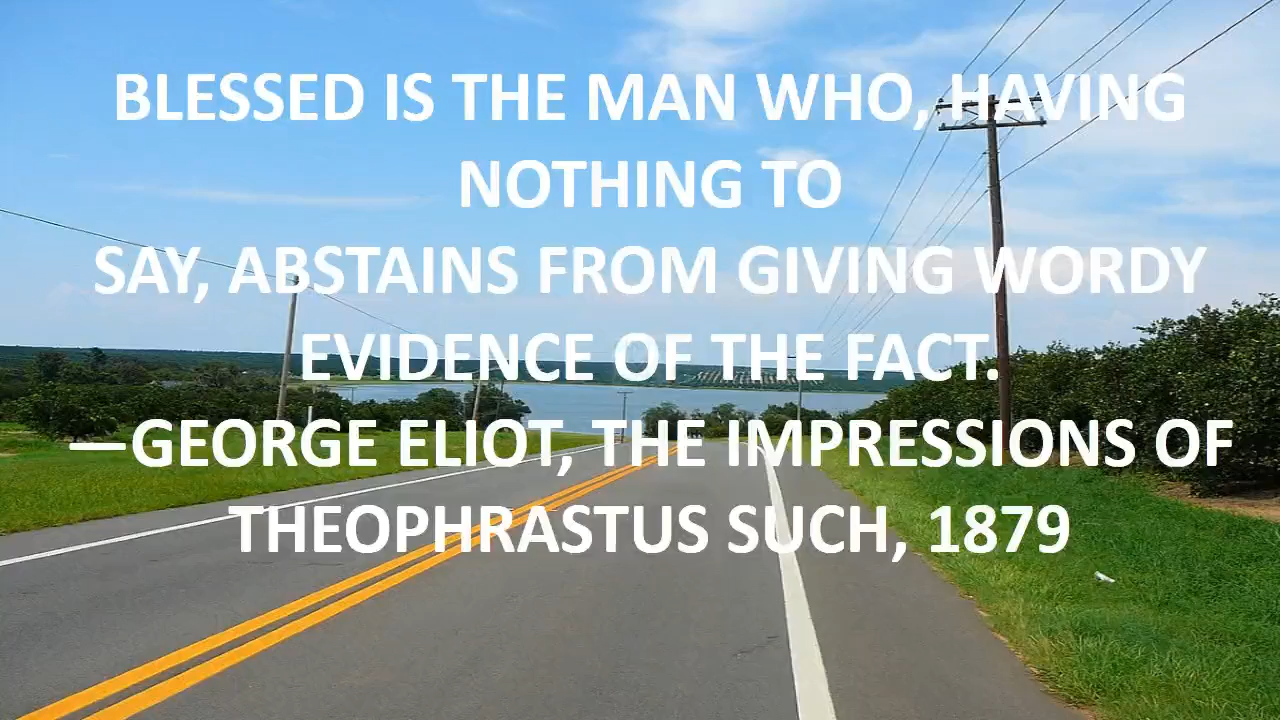 BLESSED IS THE MAN WHO, HAVING
NOTHING TO
SAY, ABSTAINS FROM GIVING WORDY
EVIDENCE OF THE FACT.
—GEORGE ELIOT, THE IMPRESSIONS OF
THEOPHRASTUS SUCH, 1879